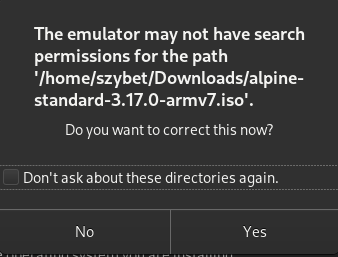 The emulator may not have search
permissions for the path
'/home/szybet/Downloads/alpine-
standard-3.17.0-armv7.iso'.
Do you want to correct this now?
Don't ask about these directories again.
No
Yes